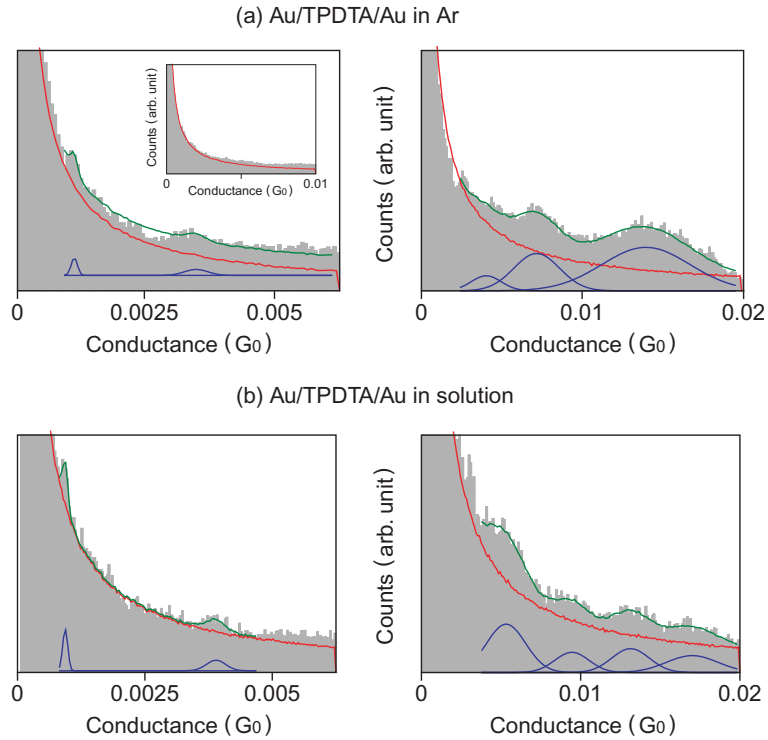 (a) Au/TPDTA/Au in Ar
Counts (arb. unit)
0
0.01
Conductance (G0)
0
0.0025
0.005
Conductance (G0)
Counts (arb. unit)
0
0.01
0.02
Conductance (G0)
(b) Au/TPDTA/Au in solution
0
0.0025
0.005
Conductance (G0)
Counts (arb. unit)
0
0.01
0.02
Conductance (G0)